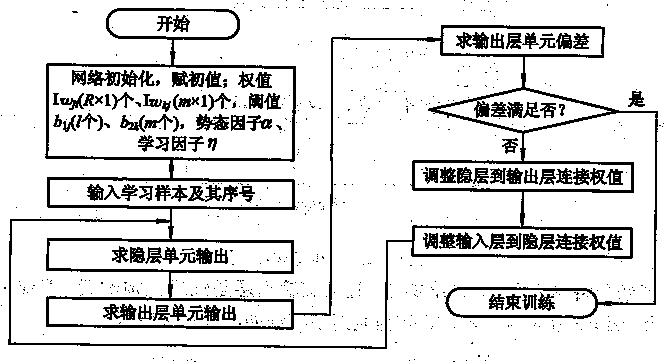 开始
网络初始化，赋初值；权值
Iwji(R×1)个、Iwkj(m×1)个，阈值
b1j(l个)、b2k(m个)，势态因子α、
学习因子η
输入学习样本及其序号
求隐层单元输出
求输出层单元输出
求输出层单元偏差
偏差满足否？
是
否
调整隐层到输出层连接权值
调整输入层到隐层连接权值
结束训练